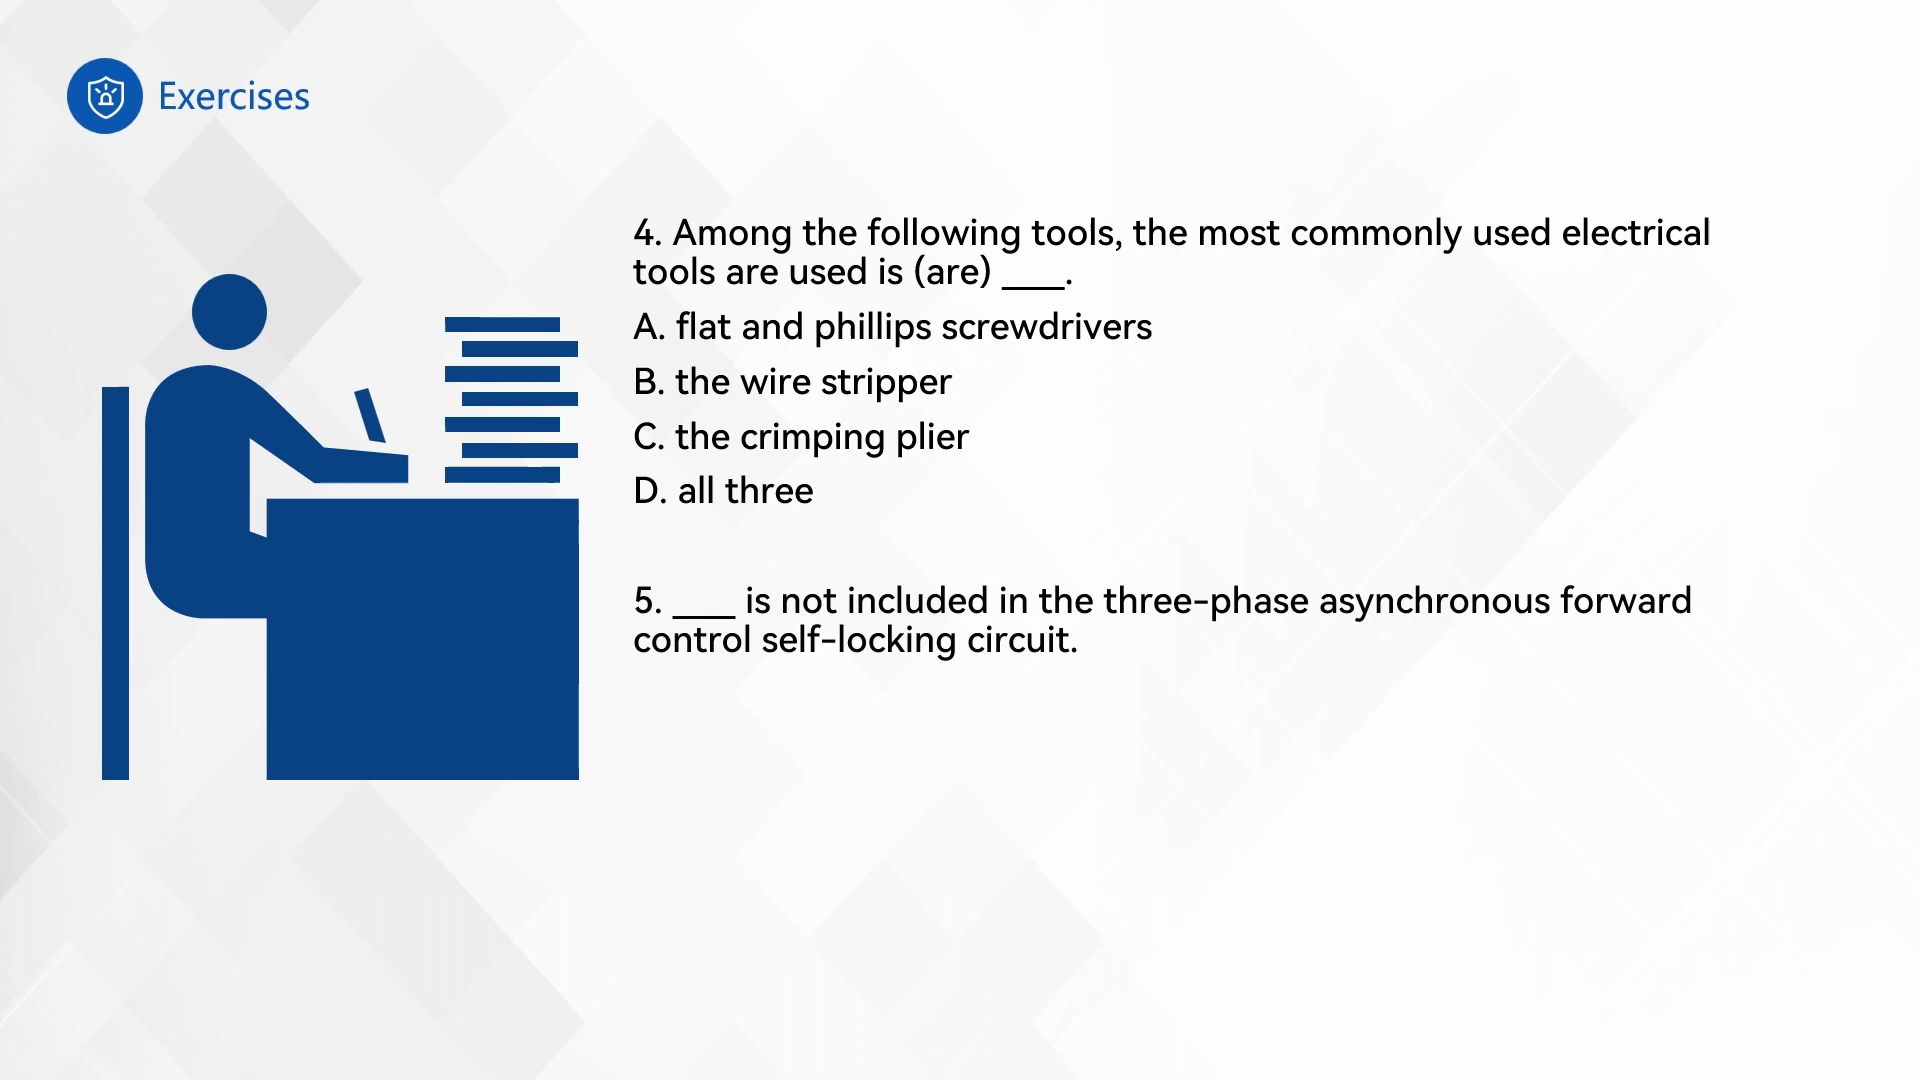 Exercises
4. Among the following tools, the most commonly used electrical
tools are used is (are) ____.
A. flat and phillips screwdrivers
B. the wire stripper
C. the crimping plier
D. all three
5. ____ is not included in the three-phase asynchronous forward
control self-locking circuit.